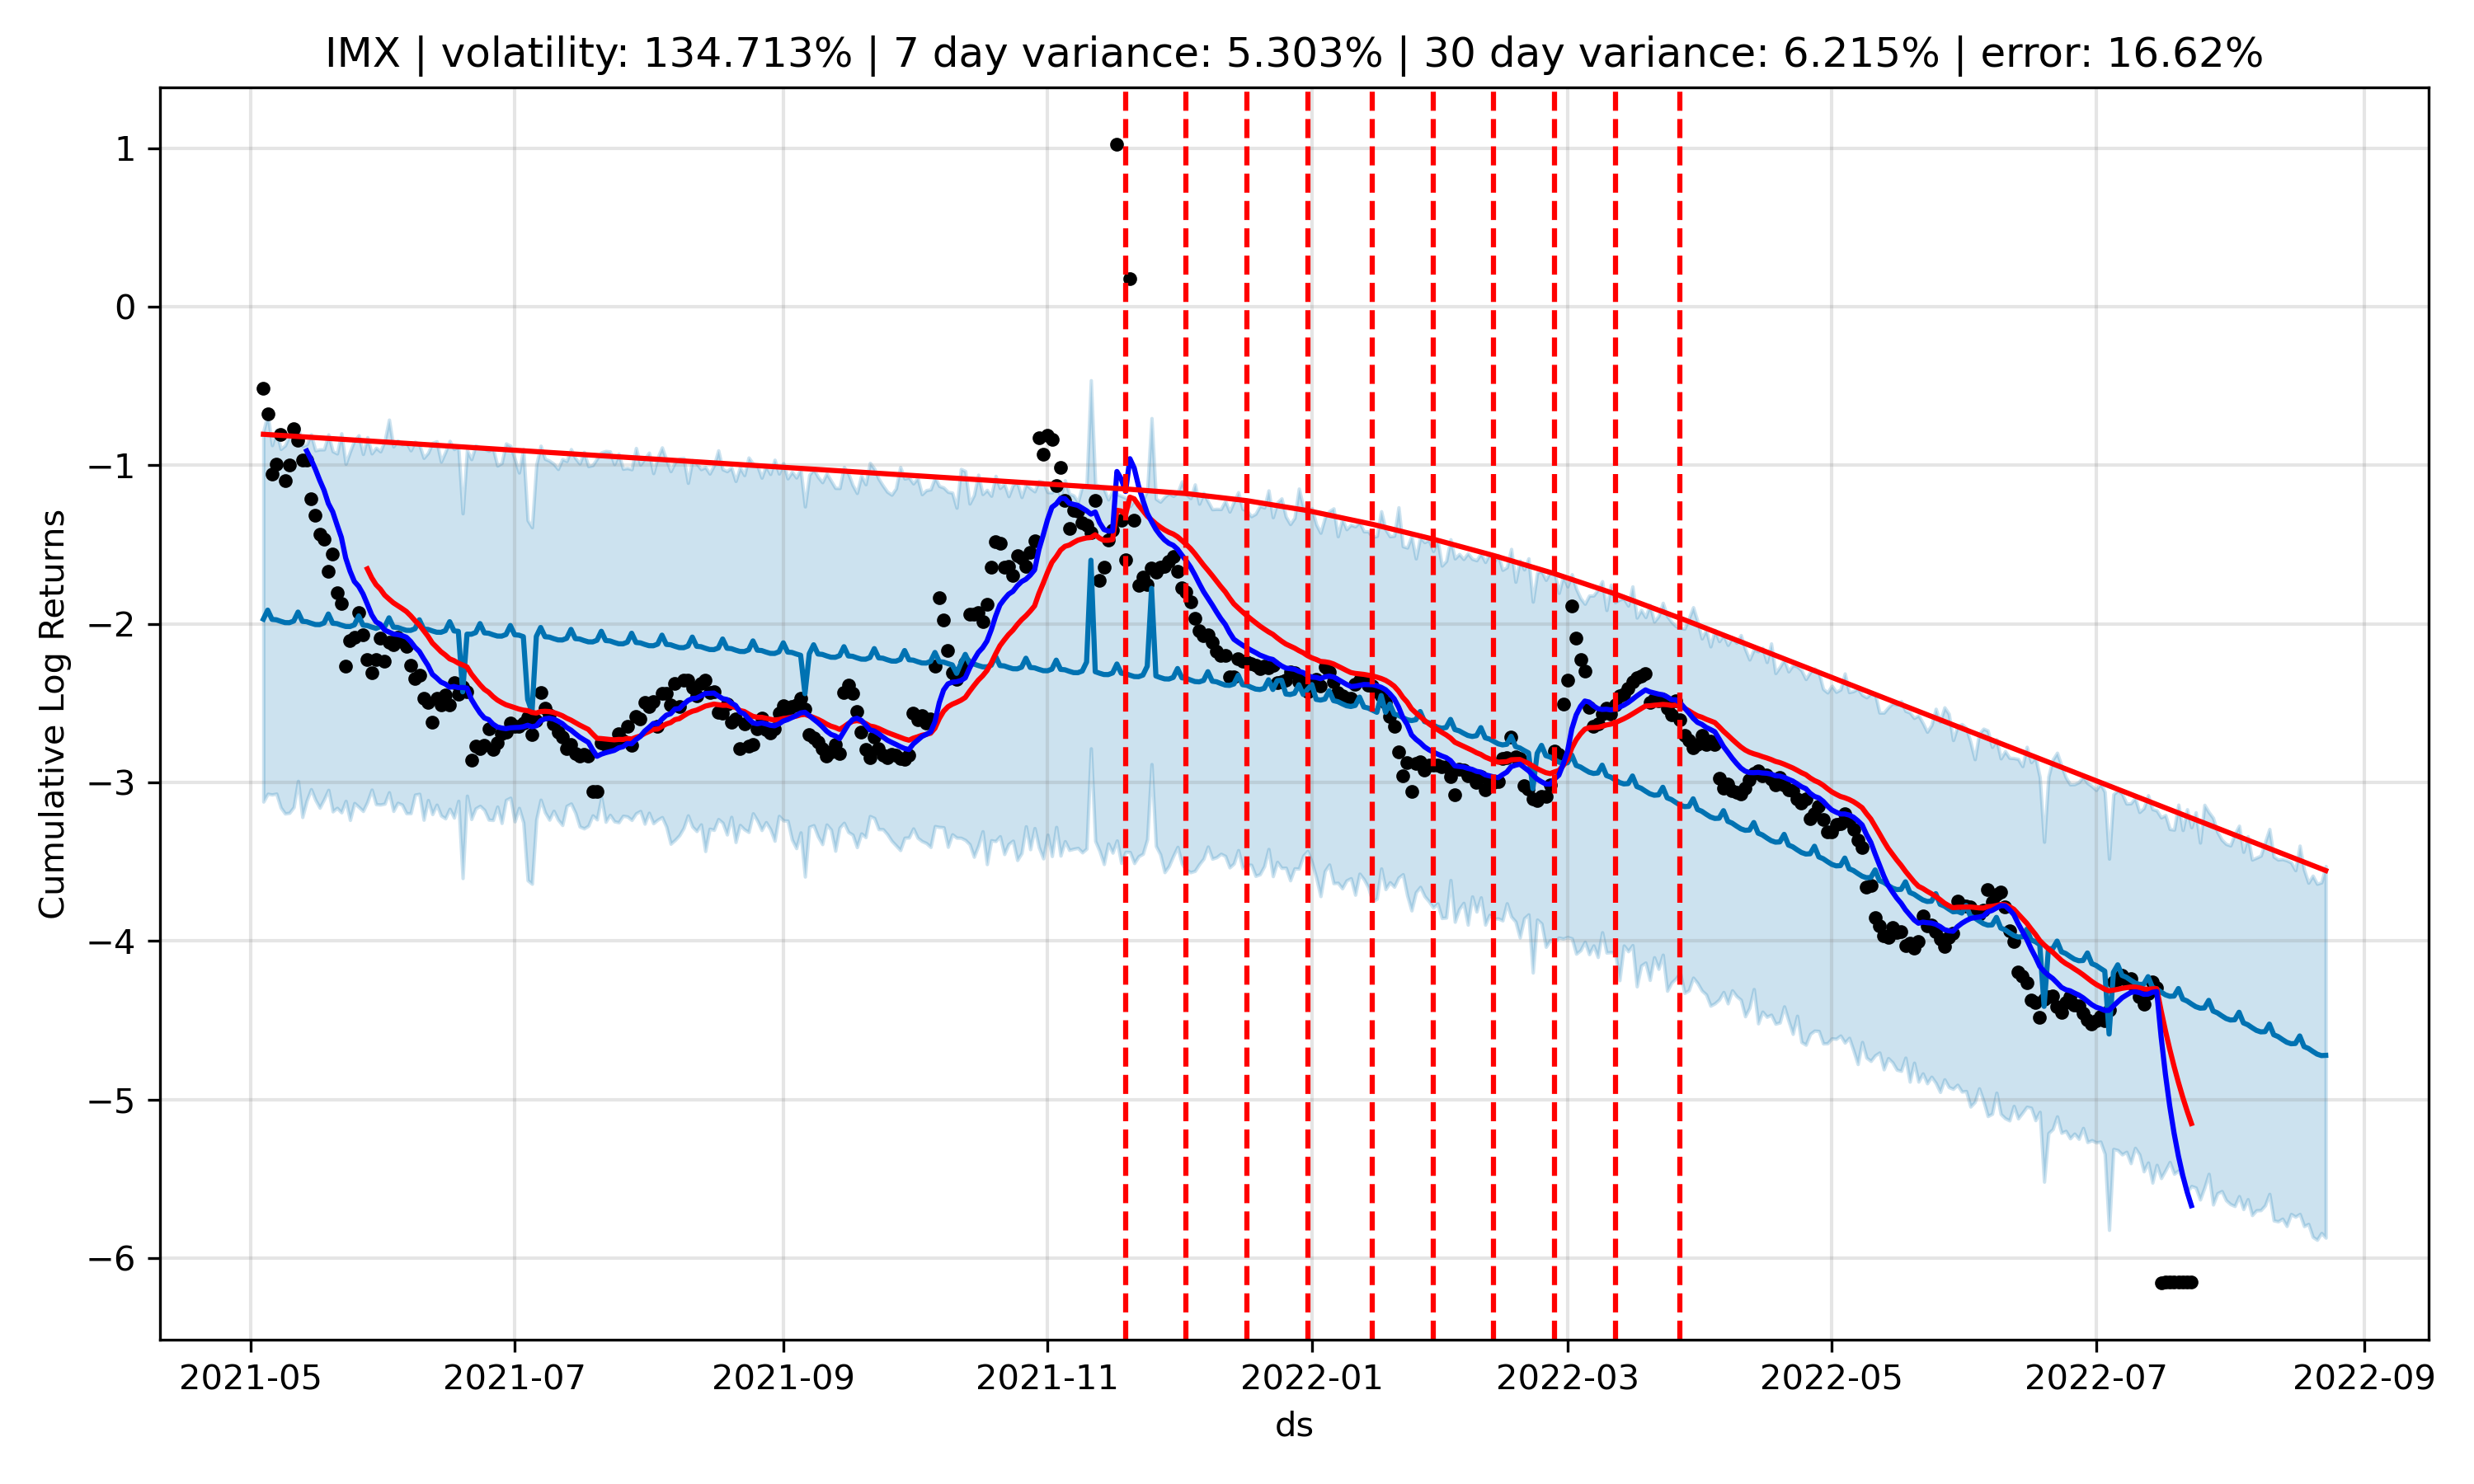 IMX | volatility: 134.713% | 7 day variance: 5.303% | 30 day variance: 6.215% | error: 16.62%
Cumulative Log Returns
1
0
−1
−2
−3
−4
−5
−6
2021-05 2021-07 2021-09 2021-11 2022-01 2022-03 2022-05 2022-07 2022-09
ds